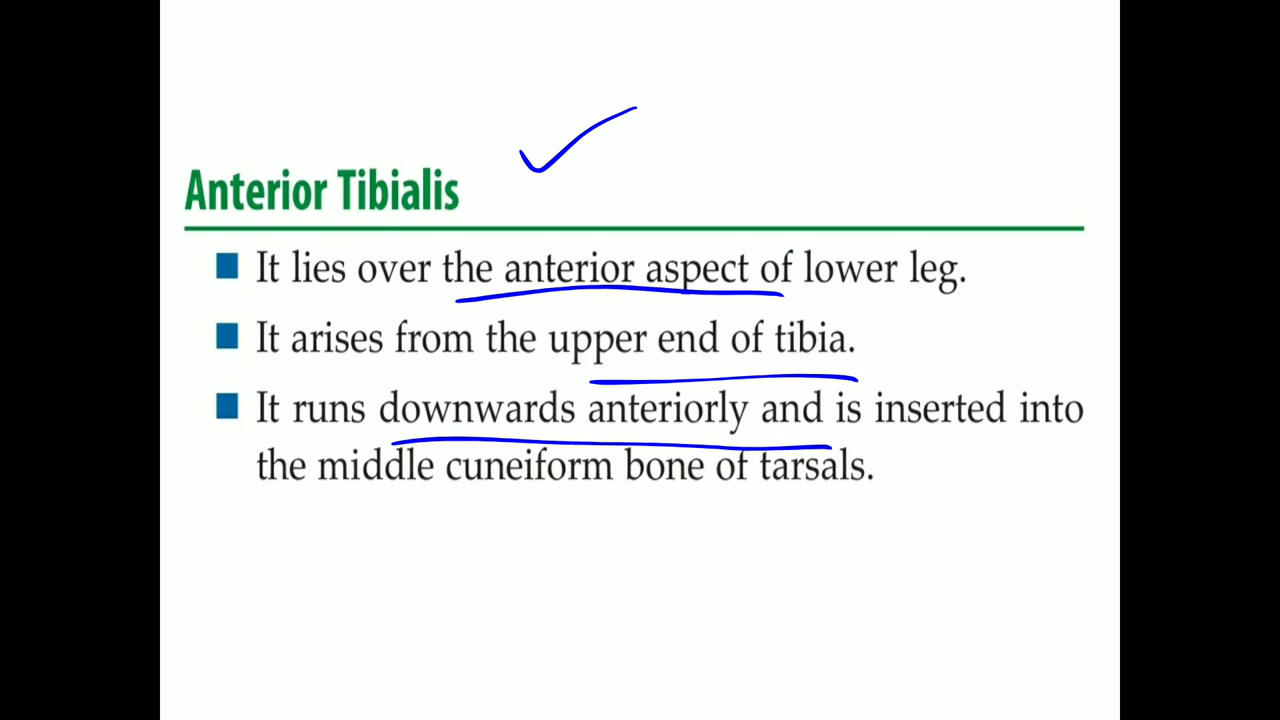 Anterior Tibialis
It lies over the anterior aspect of lower leg.
It arises from the upper end of tibia.
It runs downwards anteriorly and is inserted into
the middle cuneiform bone of tarsals.